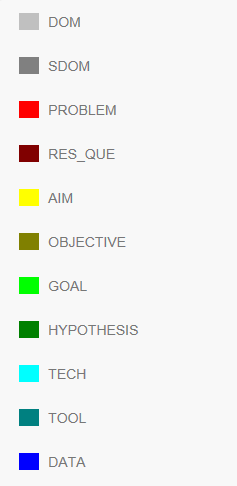 DOM
SDOM
PROBLEM
RES_QUE
AIM
OBJECTIVE
GOAL
HYPOTHESIS
TECH
TOOL
DATA